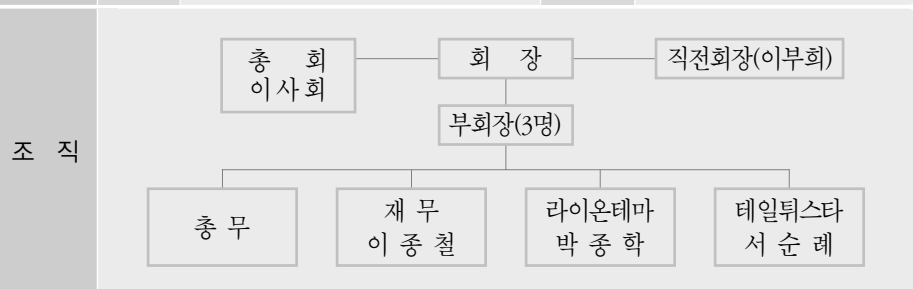 조 직
총 회
이사회
회 장
직전회장(이부희)
부회장(3명)
총 무
재 무
이 종 철
라이온테마
박 종 학
테일튀스타
서 순 례